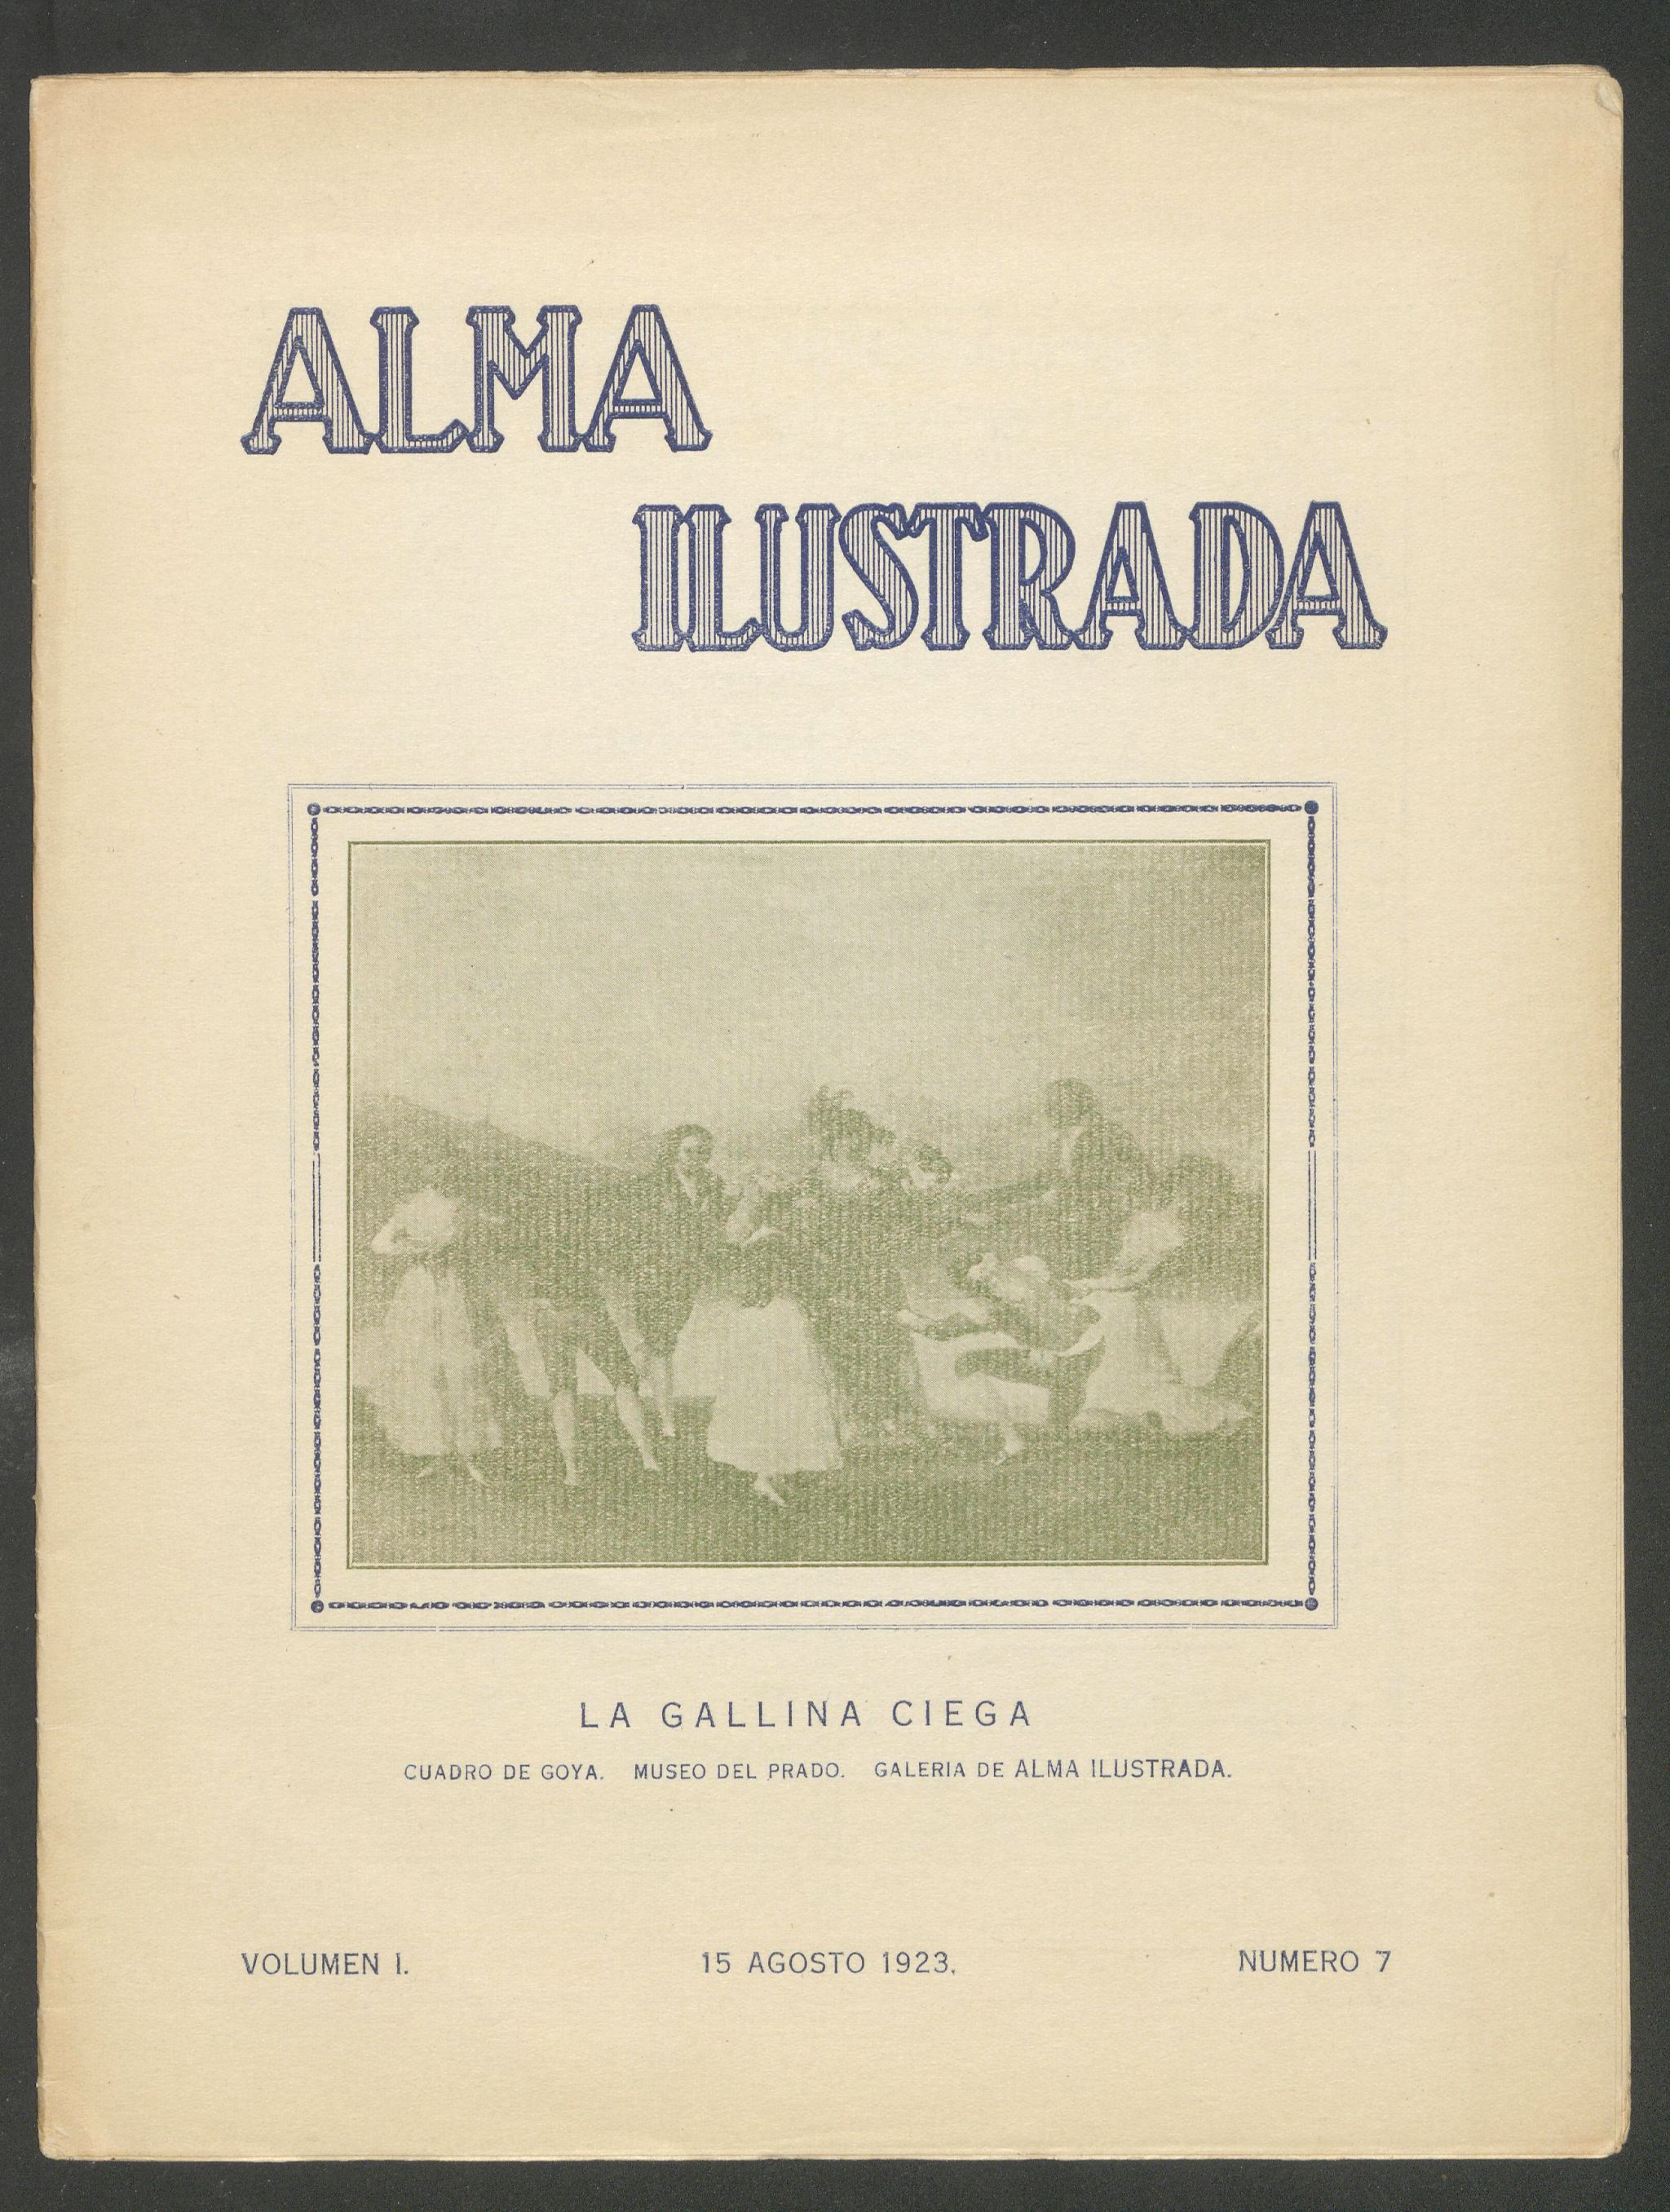 ALMA
ILUSTRADA
LA GALLINA CIEGA
CUADRO DE GOYA. MUSEO DEL PRADO. GALERIA DE ALMA ILUSTRADA.
VOLUMEN I. 15 AGOSTO 1923. NUMERO 7